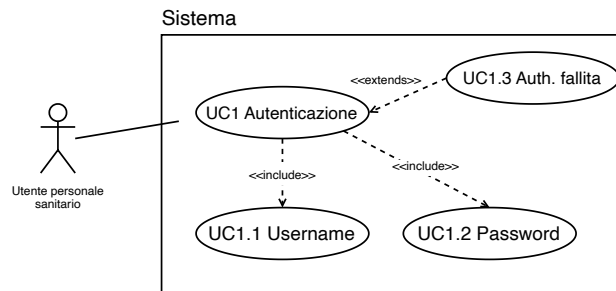 Sistema
<<extends>>
UC1.3 Auth. fallita
UC1 Autenticazione
Utente personale
sanitario
<<include>>
<<include>>
UC1.1 Username
UC1.2 Password